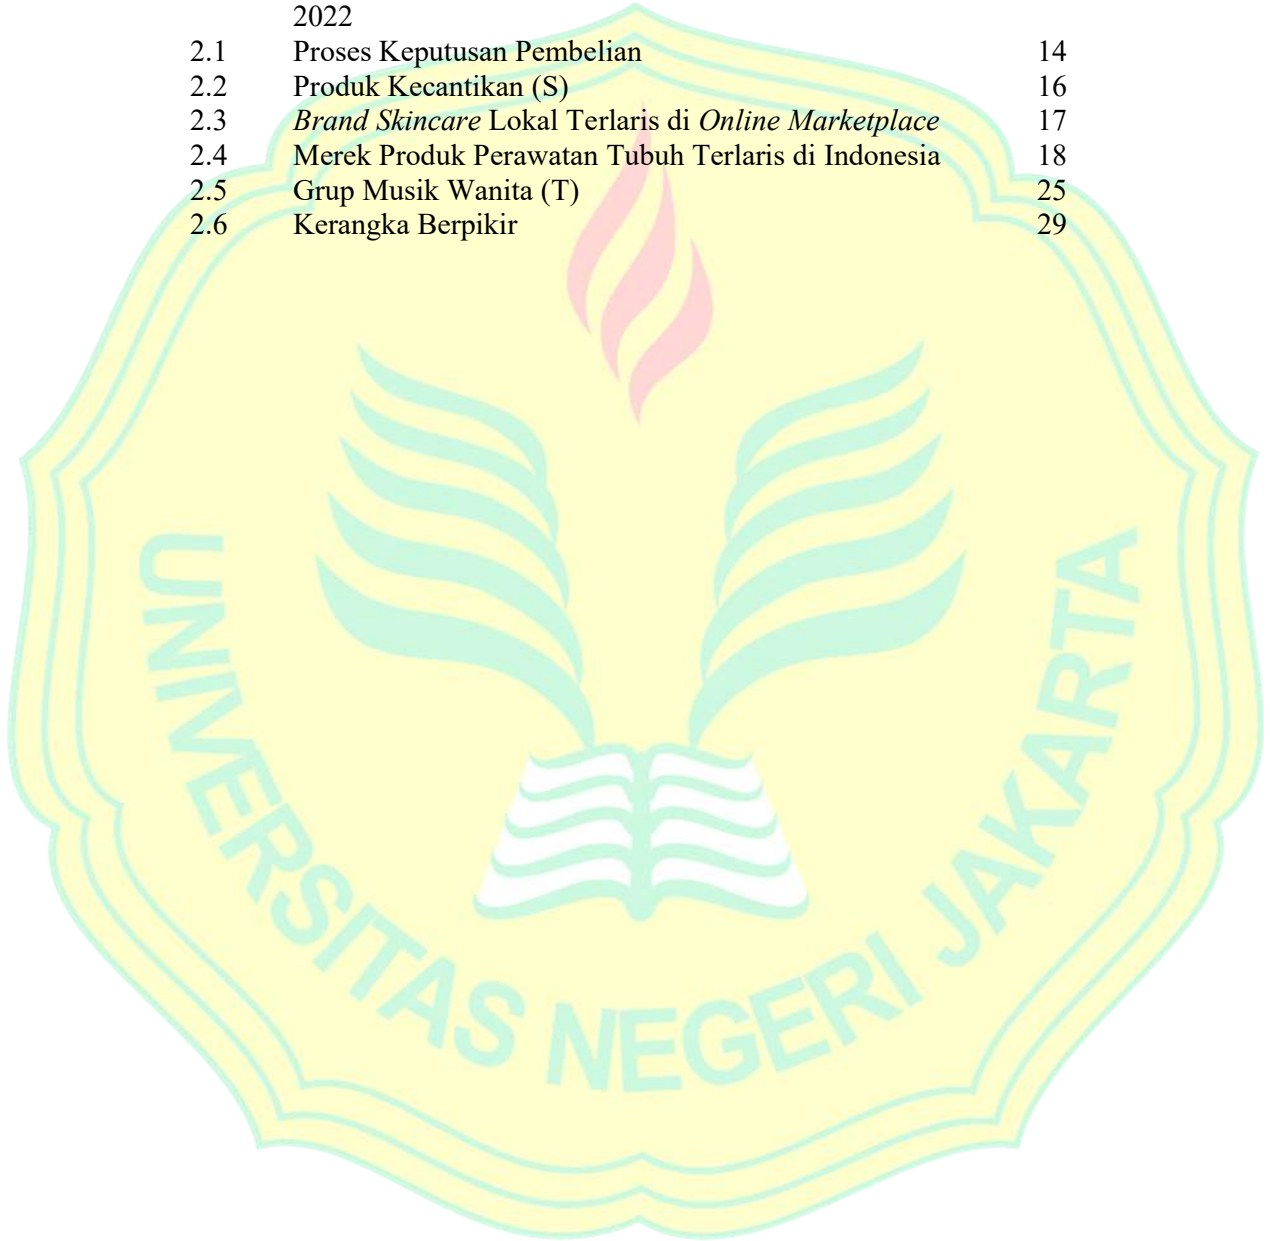 2022
2.1 Proses Keputusan Pembelian 14
2.2 Produk Kecantikan (S) 16
2.3 Brand Skincare Lokal Terlaris di Online Marketplace 17
2.4 Merek Produk Perawatan Tubuh Terlaris di Indonesia 18
2.5 Grup Musik Wanita (T) 25
2.6 Kerangka Berpikir 29
UNIVERSITAS NEGERI JAKARTA